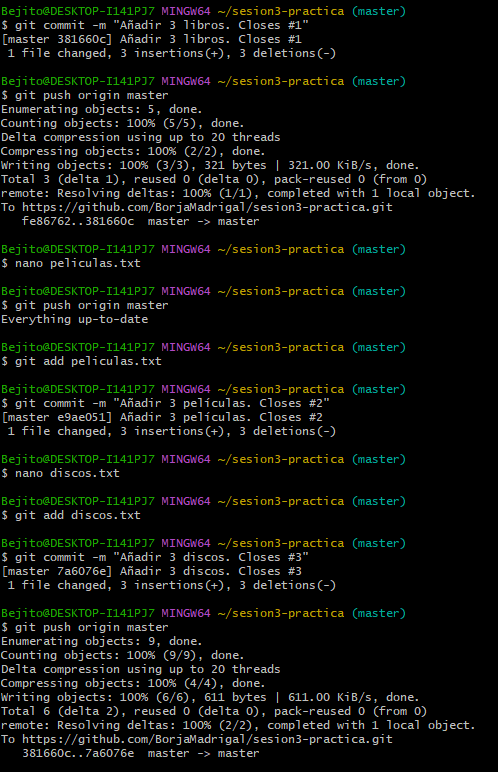 Bejito@DESKTOP-I141PJ7 MINGW64 ~/sesion3-practica (master)
$ git commit -m "Añadir 3 libros. Closes #1"
[master 381660c] Añadir 3 libros. Closes #1
 1 file changed, 3 insertions(+), 3 deletions(-)

Bejito@DESKTOP-I141PJ7 MINGW64 ~/sesion3-practica (master)
$ git push origin master
Enumerating objects: 5, done.
Counting objects: 100% (5/5), done.
Delta compression using up to 20 threads
Compressing objects: 100% (2/2), done.
Writing objects: 100% (3/3), 321 bytes | 321.00 KiB/s, done.
Total 3 (delta 1), reused 0 (delta 0), pack-reused 0 (from 0)
remote: Resolving deltas: 100% (1/1), completed with 1 local object.
To https://github.com/BorjaMadrigal/sesion3-practica.git
   fe86762..381660c  master -> master

Bejito@DESKTOP-I141PJ7 MINGW64 ~/sesion3-practica (master)
$ nano peliculas.txt

Bejito@DESKTOP-I141PJ7 MINGW64 ~/sesion3-practica (master)
$ git push origin master
Everything up-to-date

Bejito@DESKTOP-I141PJ7 MINGW64 ~/sesion3-practica (master)
$ git add peliculas.txt

Bejito@DESKTOP-I141PJ7 MINGW64 ~/sesion3-practica (master)
$ git commit -m "Añadir 3 peliculas. Closes #2"
[master e9ae051] Añadir 3 peliculas. Closes #2
 1 file changed, 3 insertions(+), 3 deletions(-)

Bejito@DESKTOP-I141PJ7 MINGW64 ~/sesion3-practica (master)
$ nano discos.txt

Bejito@DESKTOP-I141PJ7 MINGW64 ~/sesion3-practica (master)
$ git add discos.txt

Bejito@DESKTOP-I141PJ7 MINGW64 ~/sesion3-practica (master)
$ git commit -m "Añadir 3 discos. Closes #3"
[master 7a6076e] Añadir 3 discos. Closes #3
 1 file changed, 3 insertions(+), 3 deletions(-)

Bejito@DESKTOP-I141PJ7 MINGW64 ~/sesion3-practica (master)
$ git push origin master
Enumerating objects: 9, done.
Counting objects: 100% (9/9), done.
Delta compression using up to 20 threads
Compressing objects: 100% (4/4), done.
Writing objects: 100% (6/6), 611 bytes | 611.00 KiB/s, done.
Total 6 (delta 2), reused 0 (delta 0), pack-reused 0 (from 0)
remote: Resolving deltas: 100% (2/2), completed with 1 local object.
To https://github.com/BorjaMadrigal/sesion3-practica.git
   381660c..7a6076e  master -> master